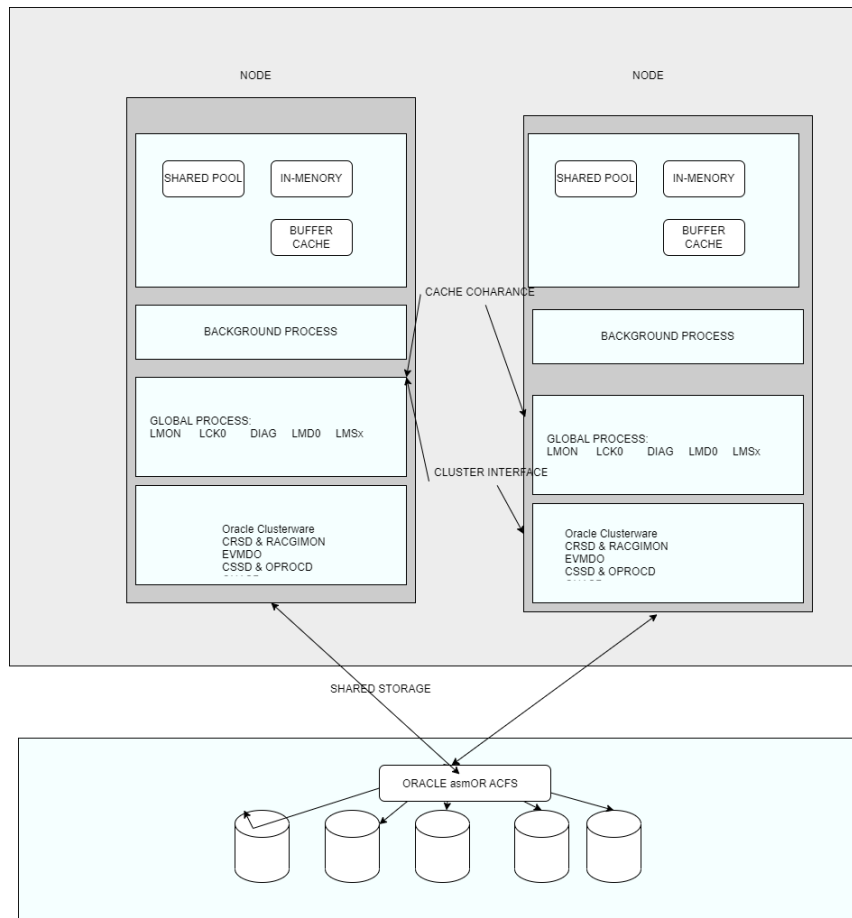 NODE
NODE
SHARED POOL
IN-MENORY
BUFFER
CACHE
SHARED POOL
IN-MENORY
BUFFER
CACHE
CACHE COHARANCE
BACKGROUND PROCESS
BACKGROUND PROCESS
GLOBAL PROCESS:
LMON LCK0 DIAG LMD0 LMSx
GLOBAL PROCESS:
LMON LCK0 DIAG LMD0 LMSx
CLUSTER INTERFACE
Oracle Clusterware
CRSD & RACGIMON
EVMDO
CSSD & OPROCD
Oracle Clusterware
CRSD & RACGIMON
EVMDO
CSSD & OPROCD
SHARED STORAGE
ORACLE asmOR ACFS